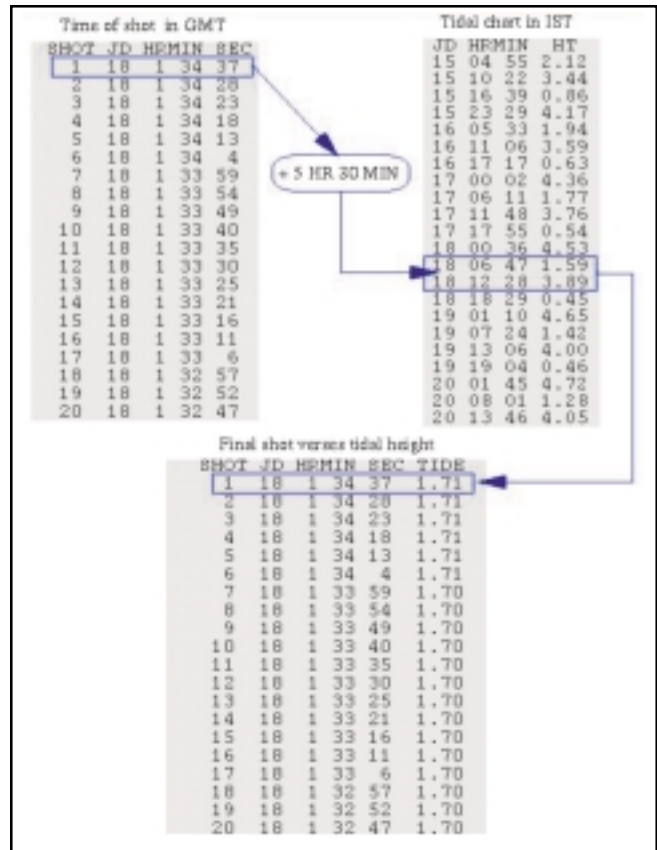 Time of shot in GMT
SHOT JD HRMIN SEC
1 18 1 34 37
2 18 1 34 28
3 18 1 34 23
4 18 1 34 18
5 18 1 34 13
6 18 1 34 4
7 18 1 33 59
8 18 1 33 54
9 18 1 33 49
10 18 1 33 40
11 18 1 33 35
12 18 1 33 30
13 18 1 33 25
14 18 1 33 21
15 18 1 33 16
16 18 1 33 11
17 18 1 33 6
18 18 1 32 57
19 18 1 32 52
20 18 1 32 47
+ 5 HR 30 MIN
Tidal chart in IST
JD HRMIN HT
15 04 55 2.12
15 10 22 3.44
15 16 39 0.86
15 23 29 4.17
16 05 33 1.94
16 11 06 3.59
16 17 17 0.63
17 00 02 4.36
17 06 11 1.77
17 11 48 3.76
17 17 55 0.54
18 00 36 4.53
18 06 47 1.59
18 12 28 3.89
18 18 29 0.45
19 01 10 4.65
19 07 24 1.42
19 13 06 4.00
19 19 04 0.46
20 01 45 4.72
20 08 01 1.28
20 13 46 4.05
Final shot verses tidal height
SHOT JD HRMIN SEC TIDE
1 18 1 34 37 1.71
2 18 1 34 28 1.71
3 18 1 34 23 1.71
4 18 1 34 18 1.71
5 18 1 34 13 1.71
6 18 1 34 4 1.71
7 18 1 33 59 1.70
8 18 1 33 54 1.70
9 18 1 33 49 1.70
10 18 1 33 40 1.70
11 18 1 33 35 1.70
12 18 1 33 30 1.70
13 18 1 33 25 1.70
14 18 1 33 21 1.70
15 18 1 33 16 1.70
16 18 1 33 11 1.70
17 18 1 33 6 1.70
18 18 1 32 57 1.70
19 18 1 32 52 1.70
20 18 1 32 47 1.70